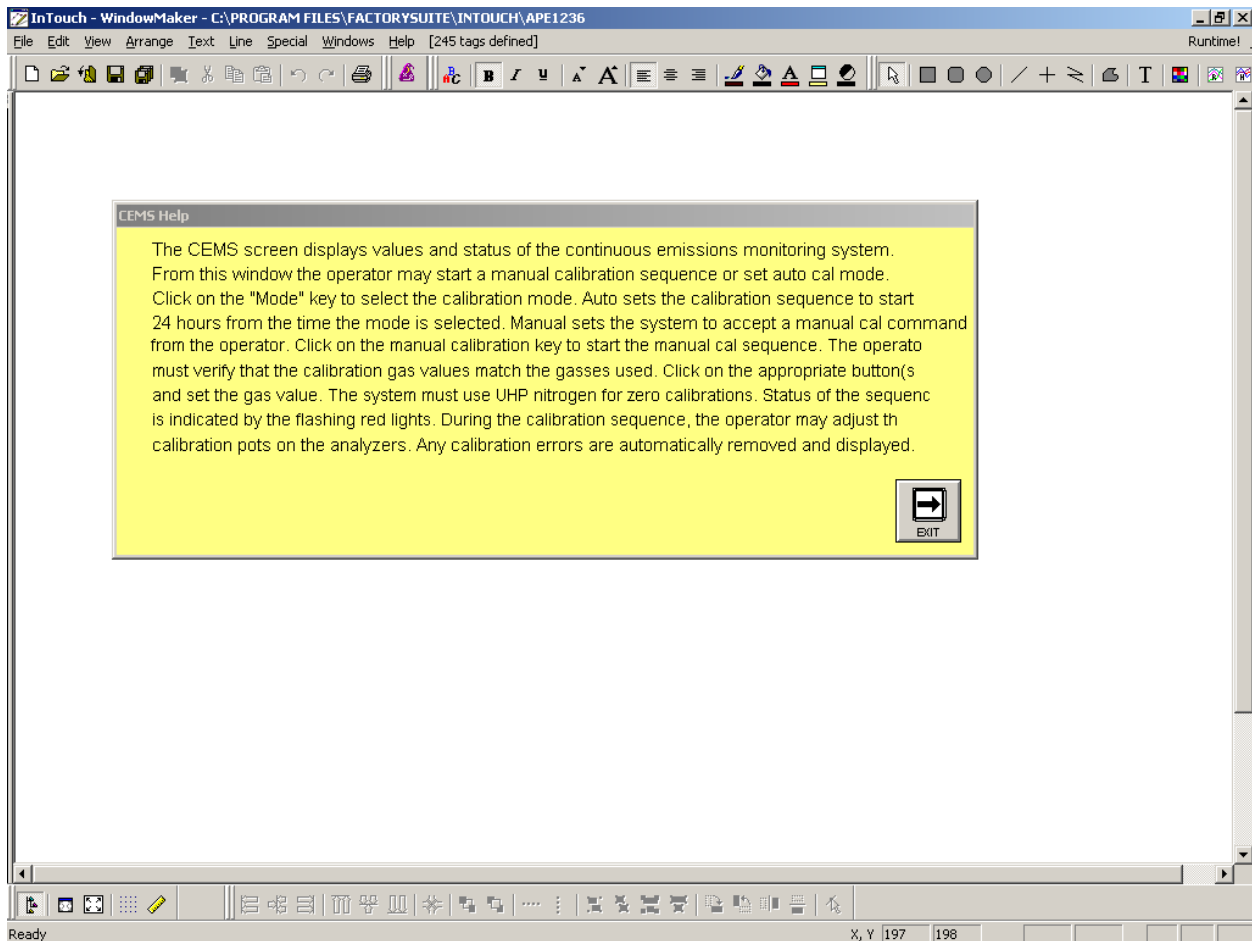 InTouch - WindowMaker - C:\PROGRAM FILES\FACTORYSUITE\INTOUCH\APE1236
File Edit View Arrange Text Line Special Windows Help [245 tags defined] Runtime!
CEMS Help
The CEMS screen displays values and status of the continuous emissions monitoring system.
From this window the operator may start a manual calibration sequence or set auto cal mode.
Click on the "Mode" key to select the calibration mode. Auto sets the calibration sequence to start
24 hours from the time the mode is selected. Manual sets the system to accept a manual cal command
from the operator. Click on the manual calibration key to start the manual cal sequence. The operato
must verify that the calibration gas values match the gasses used. Click on the appropriate button(s
and set the gas value. The system must use UHP nitrogen for zero calibrations. Status of the sequenc
is indicated by the flashing red lights. During the calibration sequence, the operator may adjust th
calibration pots on the analyzers. Any calibration errors are automatically removed and displayed.
EXIT
Ready X, Y 197 198